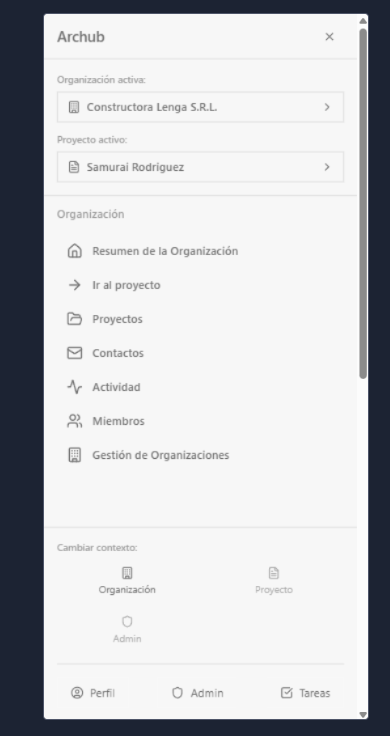 Archub
Organización activa:
Constructora Lenga S.R.L.
Proyecto activo:
Samurai Rodriguez
Organización
Resumen de la Organización
Ir al proyecto
Proyectos
Contactos
Actividad
Miembros
Gestión de Organizaciones
Cambiar contexto:
Organización Proyecto
Admin
Perfil Admin Tareas